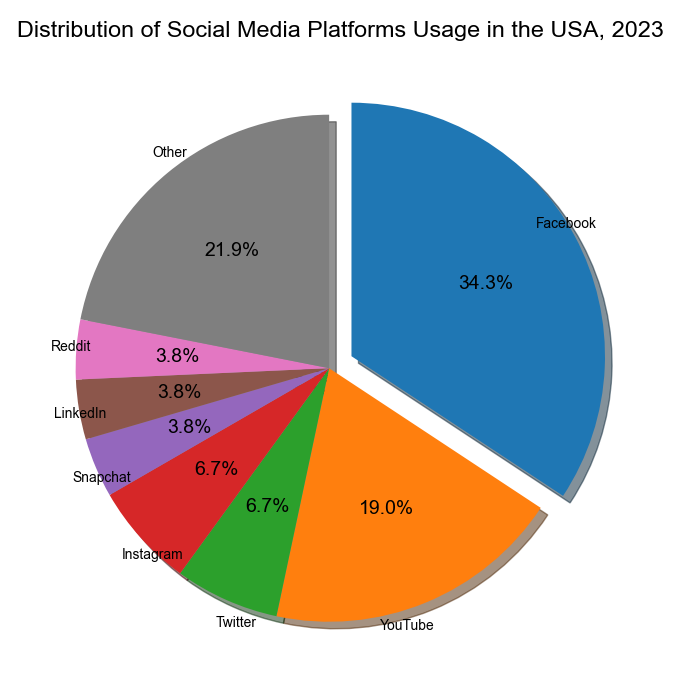 Distribution of Social Media Platforms Usage in the USA, 2023
Other
Facebook
21.9%
34.3%
Reddit
3.8%
3.8%
LinkedIn
3.8%
Snapchat
6.7%
6.7%
19.0%
Instagram
Twitter
YouTube